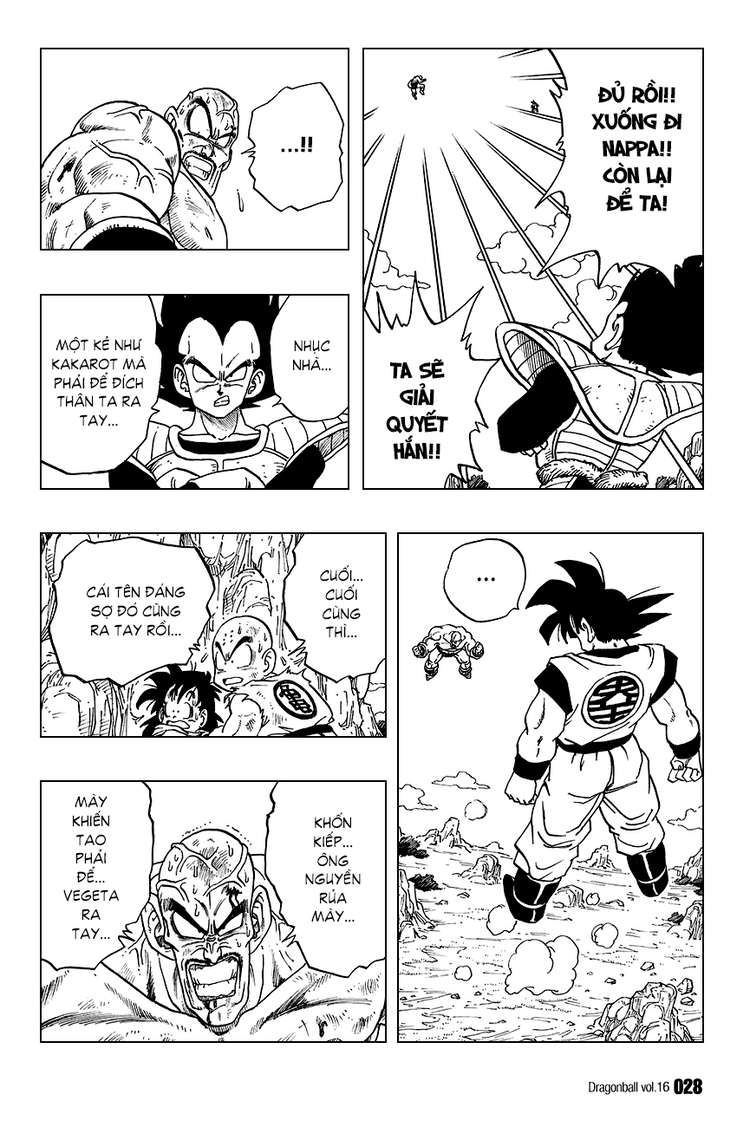 ĐỦ RỒI!!
XUỐNG ĐI
NAPPA!!
CÒN LẠI
ĐỂ TA!
TA SẼ
GIẢI
QUYẾT
HẮN!!
...!!
NHỤC
NHÃ...
MỘT KẺ NHƯ
KAKAROT MÀ
PHẢI ĐỂ ĐÍCH
THÂN TA RA
TAY...
...
CUỐI...
CUỐI
CÙNG
THÌ...
CÁI TÊN ĐÁNG
SỢ ĐÓ CŨNG
RA TAY RỒI...
KHỐN
KIẾP...
ÔNG
NGUYỀN
RỦA
MÀY...
MÀY
KHIẾN
TAO
PHẢI
ĐỂ...
VEGETA
RA
TAY...
Dragonball vol.16 028